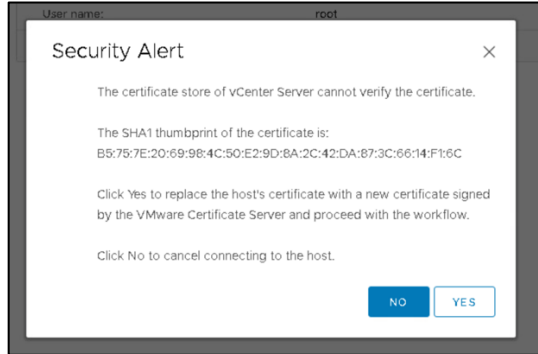 User name: root
Security Alert
The certificate store of vCenter Server cannot verify the certificate.
The SHA1 thumbprint of the certificate is:
B5:75:7E:20:69:98:4C:50:E2:9D:8A:2C:42:DA:87:3C:66:14:F1:6C
Click Yes to replace the host's certificate with a new certificate signed
by the VMware Certificate Server and proceed with the workflow.
Click No to cancel connecting to the host.
NO YES